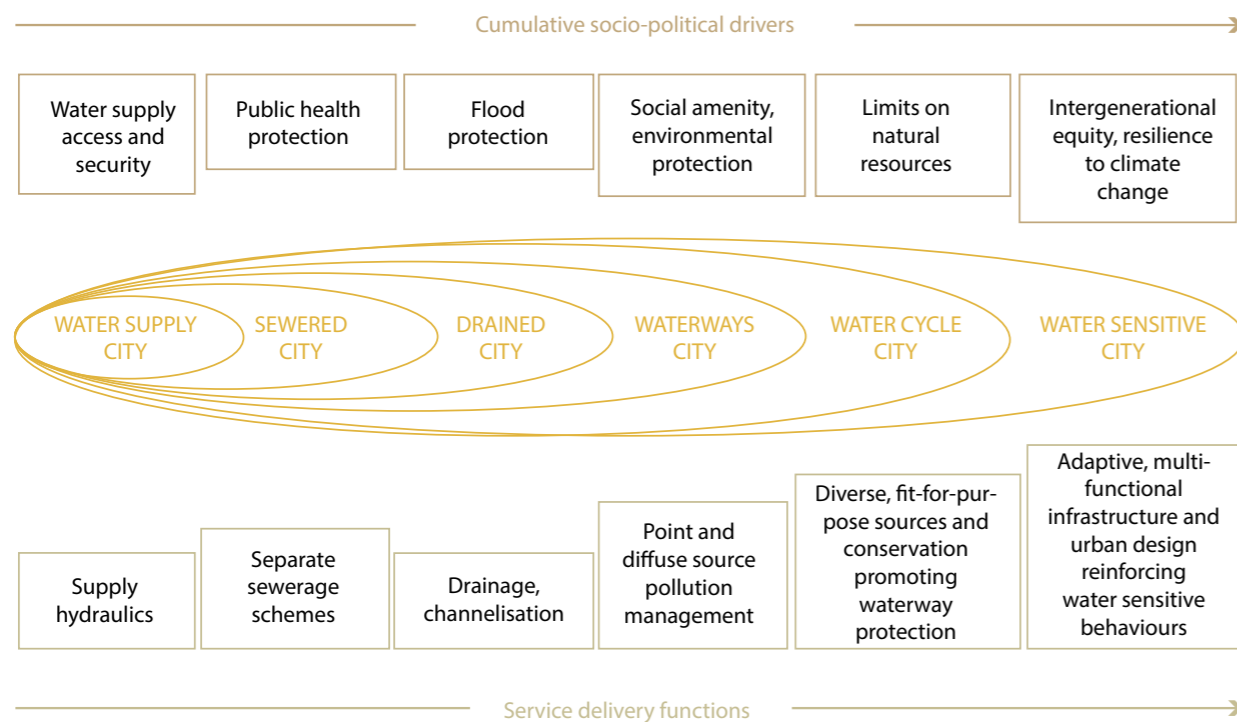 Cumulative socio-political drivers
Water supply
access and
security
Public health
protection
Flood
protection
Social amenity,
environmental
protection
Limits on
natural
resources
Intergenerational
equity, resilience
to climate
change
WATER SUPPLY
CITY
SEWERED
CITY
DRAINED
CITY
WATERWAYS
CITY
WATER CYCLE
CITY
WATER SENSITIVE
CITY
Supply
hydraulics
Separate
sewerage
schemes
Drainage,
channelisation
Point and
diffuse source
pollution
management
Diverse, fit-for-pur-
pose sources and
conservation
promoting
waterway
protection
Adaptive, multi-
functional
infrastructure and
urban design
reinforcing
water sensitive
behaviours
Service delivery functions